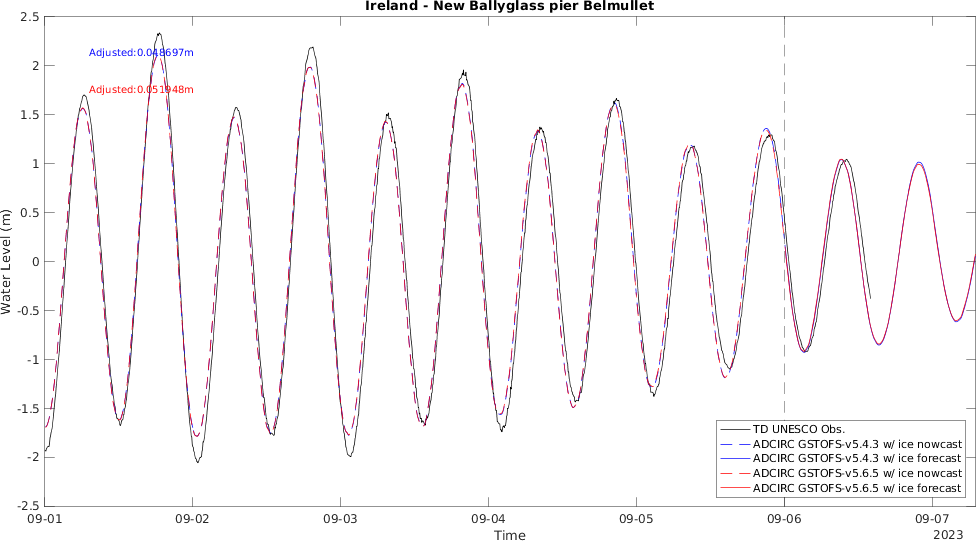 Ireland - New Ballyglass pier Belmullet
Adjusted:0.048697m
Adjusted:0.051948m
Water Level (m)
2.5
2
1.5
1
0.5
0
-0.5
-1
-1.5
-2
-2.5
TD UNESCO Obs.
ADCIRC GSTOFS-v5.4.3 w/ ice nowcast
ADCIRC GSTOFS-v5.4.3 w/ ice forecast
ADCIRC GSTOFS-v5.6.5 w/ ice nowcast
ADCIRC GSTOFS-v5.6.5 w/ ice forecast
09-01 09-02 09-03 09-04 09-05 09-06 09-07
Time
2023